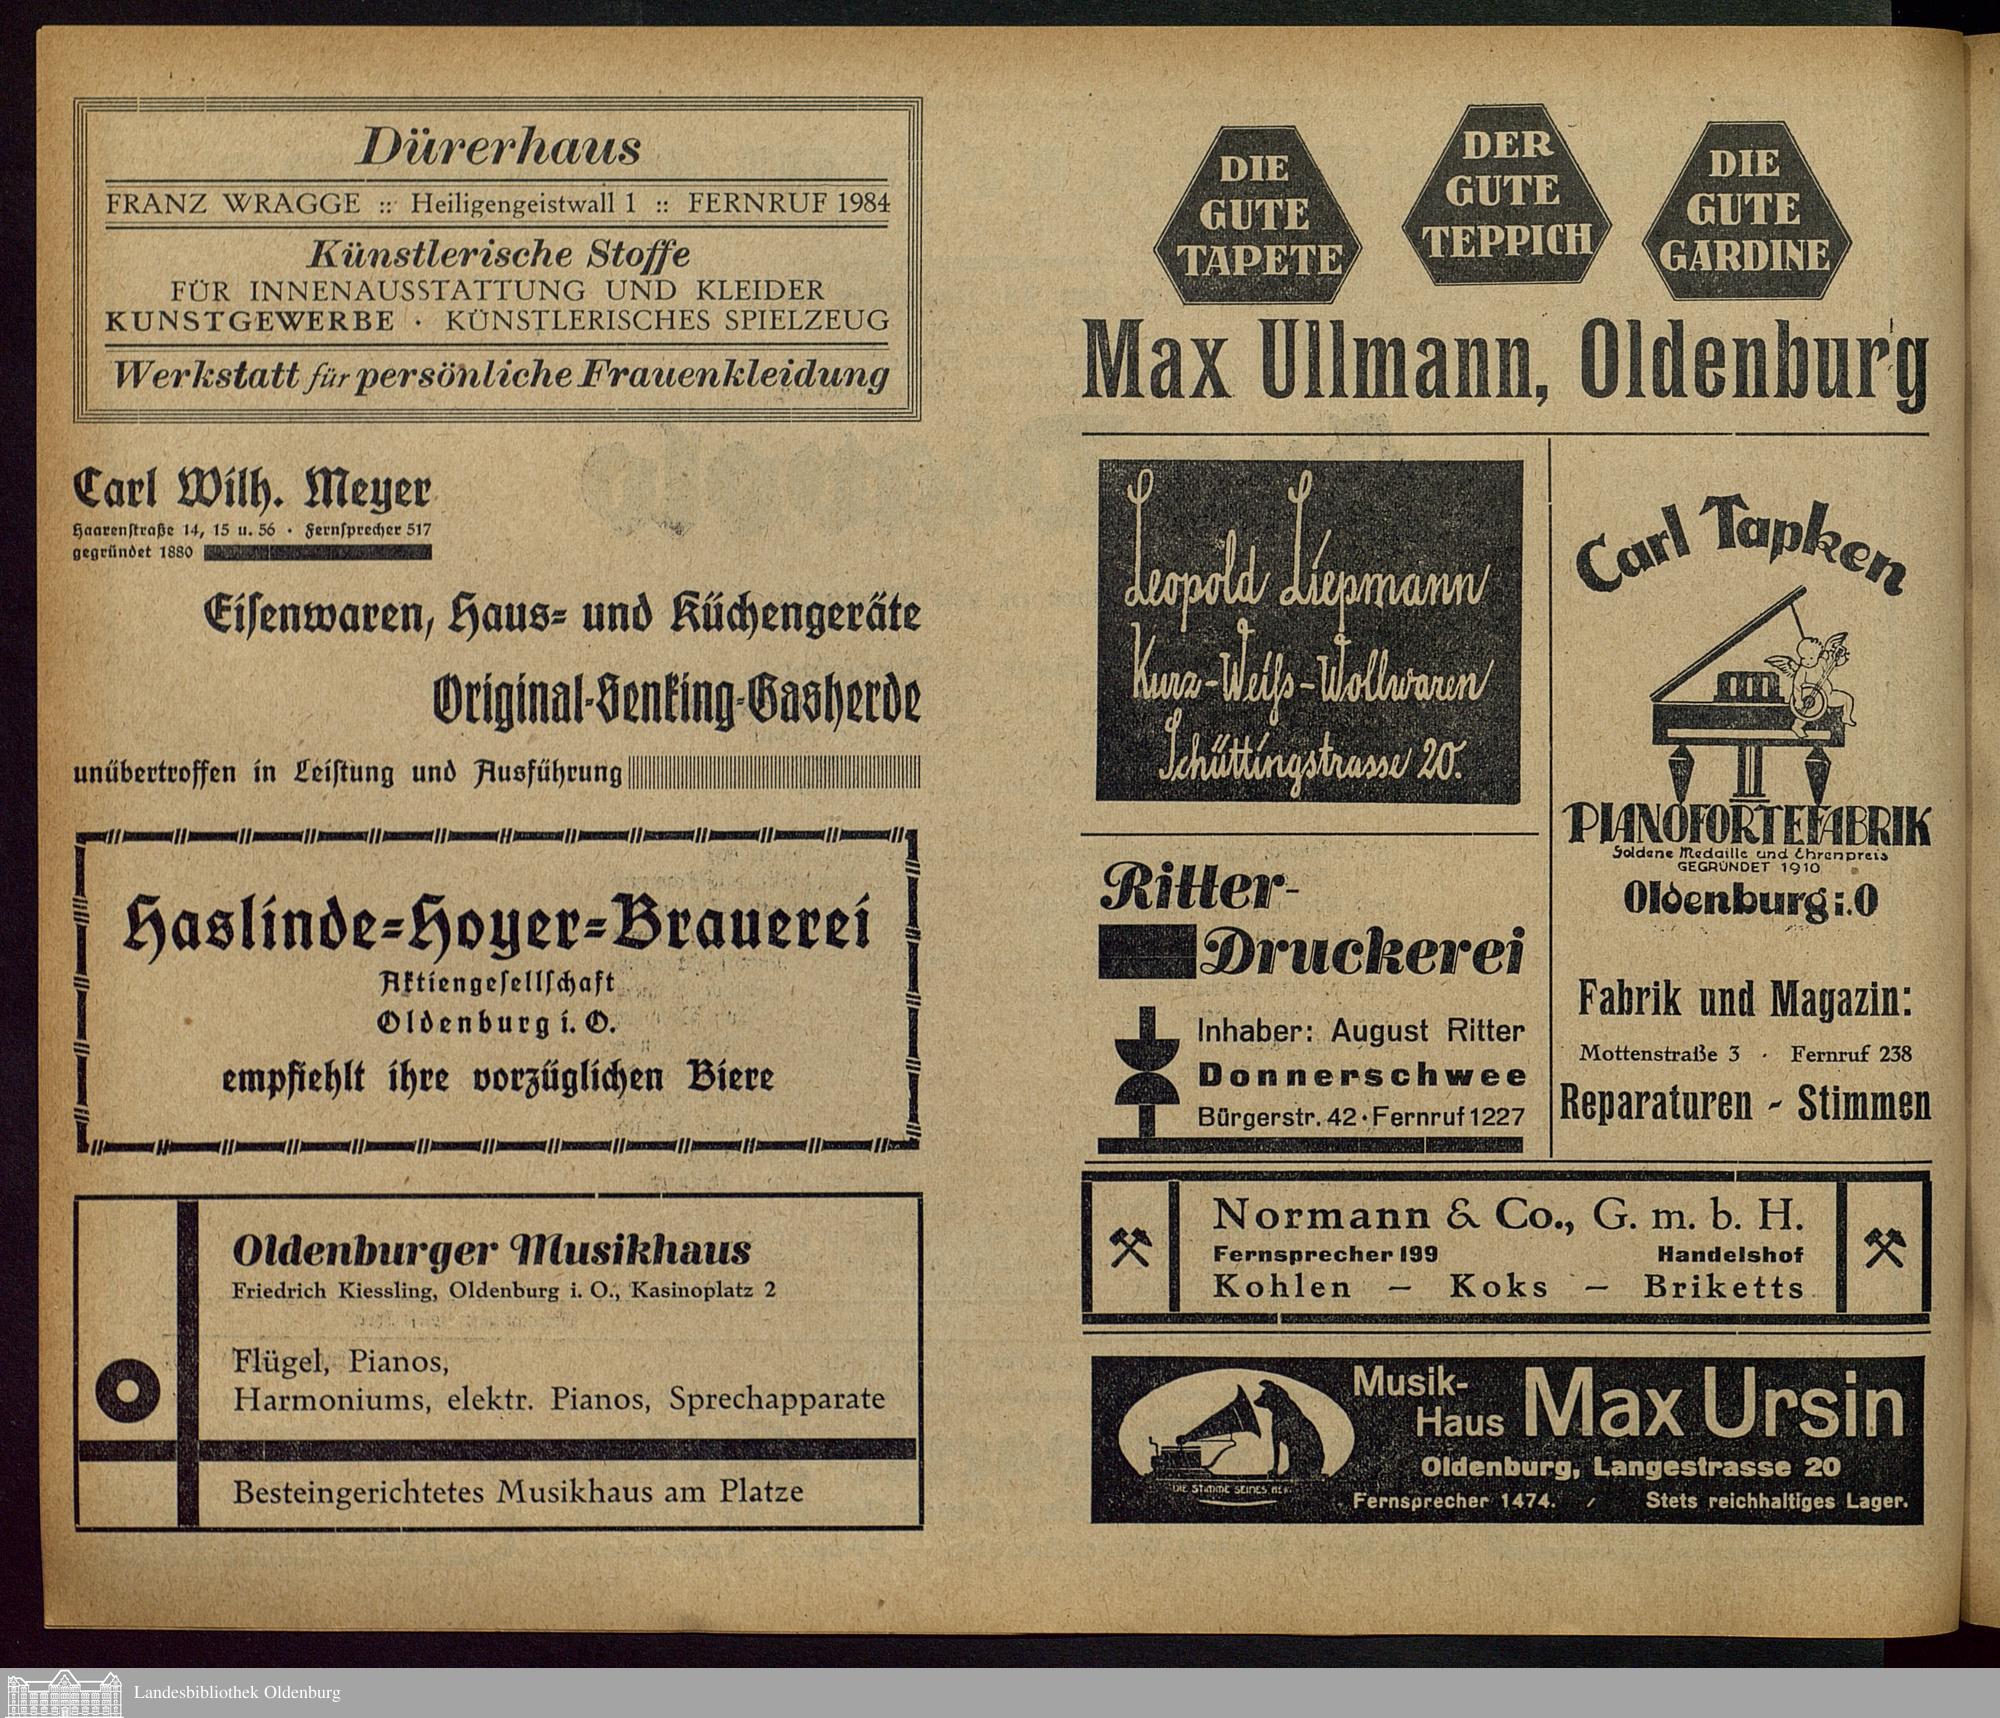 Dürerhaus
FRANZ WRAGGE :: Heiligengeistwall 1 :: FERNRUF 1984
Künstlerische Stoffe
FÜR INNENAUSSTATTUNG UND KLEIDER
KUNSTGEWERBE · KÜNSTLERISCHES SPIELZEUG
Werkstatt für persönliche Frauenkleidung
Carl Wilh. Meyer
Haarenstraße 14, 15 u. 56 · Fernsprecher 517
gegründet 1880
Eisenwaren, Haus- und Küchengeräte
Original-Senking-Gasherde
unübertroffen in Leistung und Ausführung
Haslinde-Hoyer-Brauerei
Aktiengesellschaft
Oldenburg i. O.
empfiehlt ihre vorzüglichen Biere
Oldenburger Musikhaus
Friedrich Kiessling, Oldenburg i. O., Kasinoplatz 2
Flügel, Pianos,
Harmoniums, elektr. Pianos, Sprechapparate
Besteingerichtetes Musikhaus am Platze
DIE
GUTE
TAPETE
DER
GUTE
TEPPICH
DIE
GUTE
GARDINE
Max Ullmann, Oldenburg
Leopold Liepmann
Kurz-Weiß-Wollwaren
Schüttingstrasse 20.
Carl Tapken
PIANOFORTEFABRIK
Goldene Medaille und Ehrenpreis
GEGRÜNDET 1910
Oldenburg i.O
Fabrik und Magazin:
Mottenstraße 3 · Fernruf 238
Reparaturen - Stimmen
Ritter-
Druckerei
Inhaber: August Ritter
Donnerschwee
Bürgerstr. 42 · Fernruf 1227
Normann & Co., G. m. b. H.
Fernsprecher 199 Handelshof
Kohlen — Koks — Briketts
Musik-
Haus Max Ursin
Oldenburg, Langestrasse 20
Fernsprecher 1474. / Stets reichhaltiges Lager.
DIE STIMME SEINES
Landesbibliothek Oldenburg